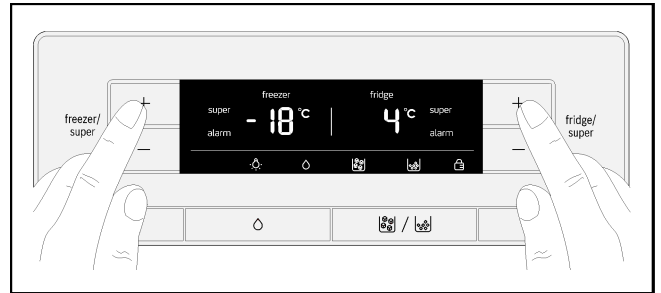 freezer fridge
super -18 °C 4 °C super
alarm alarm
+ +
freezer/
super
fridge/
super
− −
/